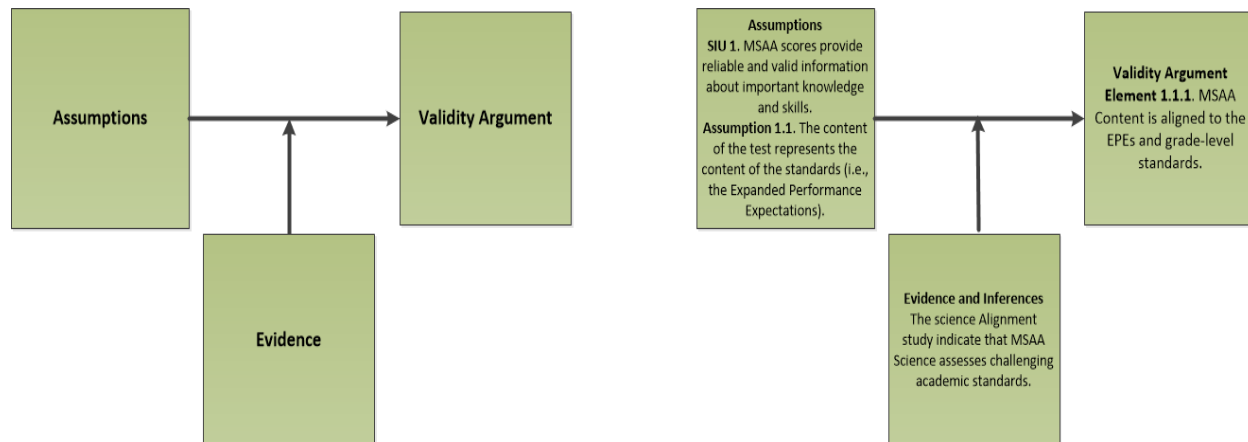 Assumptions
Validity Argument
Evidence
Assumptions
SIU 1. MSAA scores provide
reliable and valid information
about important knowledge
and skills.
Assumption 1.1. The content
of the test represents the
content of the standards (i.e.,
the Expanded Performance
Expectations).
Validity Argument
Element 1.1.1. MSAA
Content is aligned to the
EPEs and grade-level
standards.
Evidence and Inferences
The science Alignment
study indicate that MSAA
Science assesses challenging
academic standards.